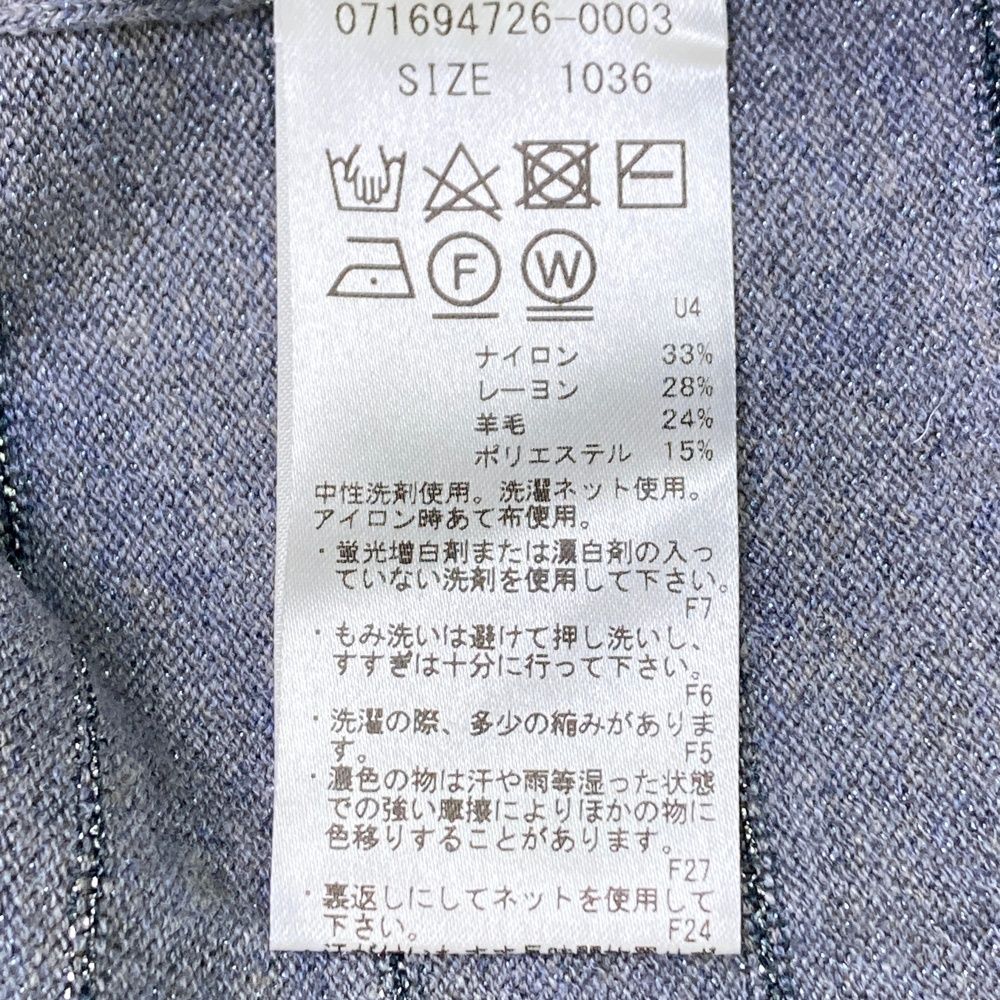 071694726-0003
SIZE 1036
F W
U4
ナイロン 33%
レーヨン 28%
羊毛 24%
ポリエステル 15%
中性洗剤使用。洗濯ネット使用。
アイロン時あて布使用。
・蛍光増白剤または漂白剤の入っ
ていない洗剤を使用して下さい。
F7
・もみ洗いは避けて押し洗いし、
すすぎは十分に行って下さい。
F6
・洗濯の際、多少の縮みがありま
す。 F5
・濃色の物は汗や雨等湿った状態
での強い摩擦によりほかの物に
色移りすることがあります。
F27
・裏返しにしてネットを使用して
下さい。 F24